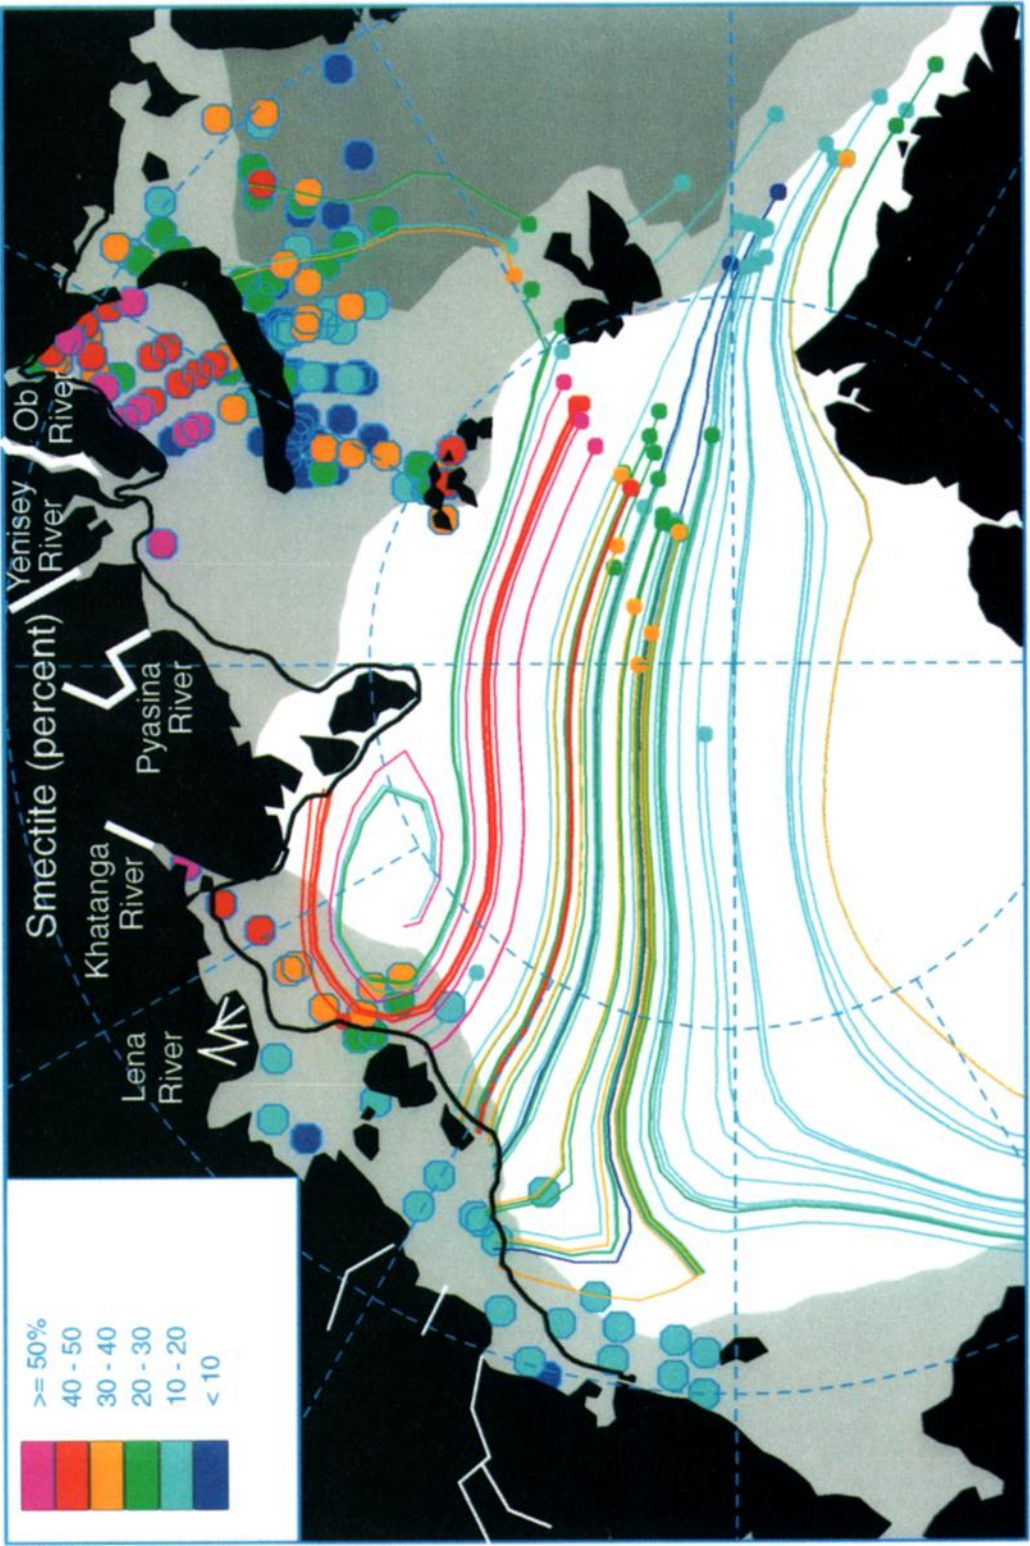 Smectite (percent)
>= 50%
40 - 50
30 - 40
20 - 30
10 - 20
< 10
Lena
River
Khatanga
River
Pyasina
River
Yenisey
River
Ob
River